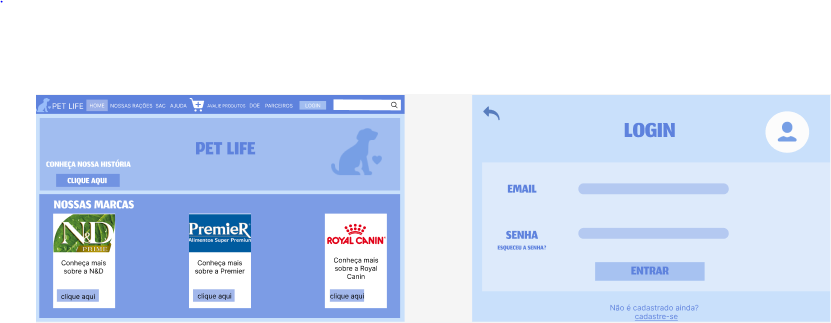 PET LIFE HOME NOSSAS RAÇÕES SAC AJUDA AVALIE PRODUTOS DOÊ PARCEIROS LOGIN
PET LIFE
CONHEÇA NOSSA HISTÓRIA
CLIQUE AQUI
NOSSAS MARCAS
N&D
PRIME
Conheça mais
sobre a N&D
clique aqui
PremieR
Alimentos Super Premium
Conheça mais
sobre a Premier
clique aqui
ROYAL CANIN
Conheça mais
sobre a Royal
Canin
clique aqui
LOGIN
EMAIL
SENHA
ESQUECEU A SENHA?
ENTRAR
Não é cadastrado ainda?
cadastre-se